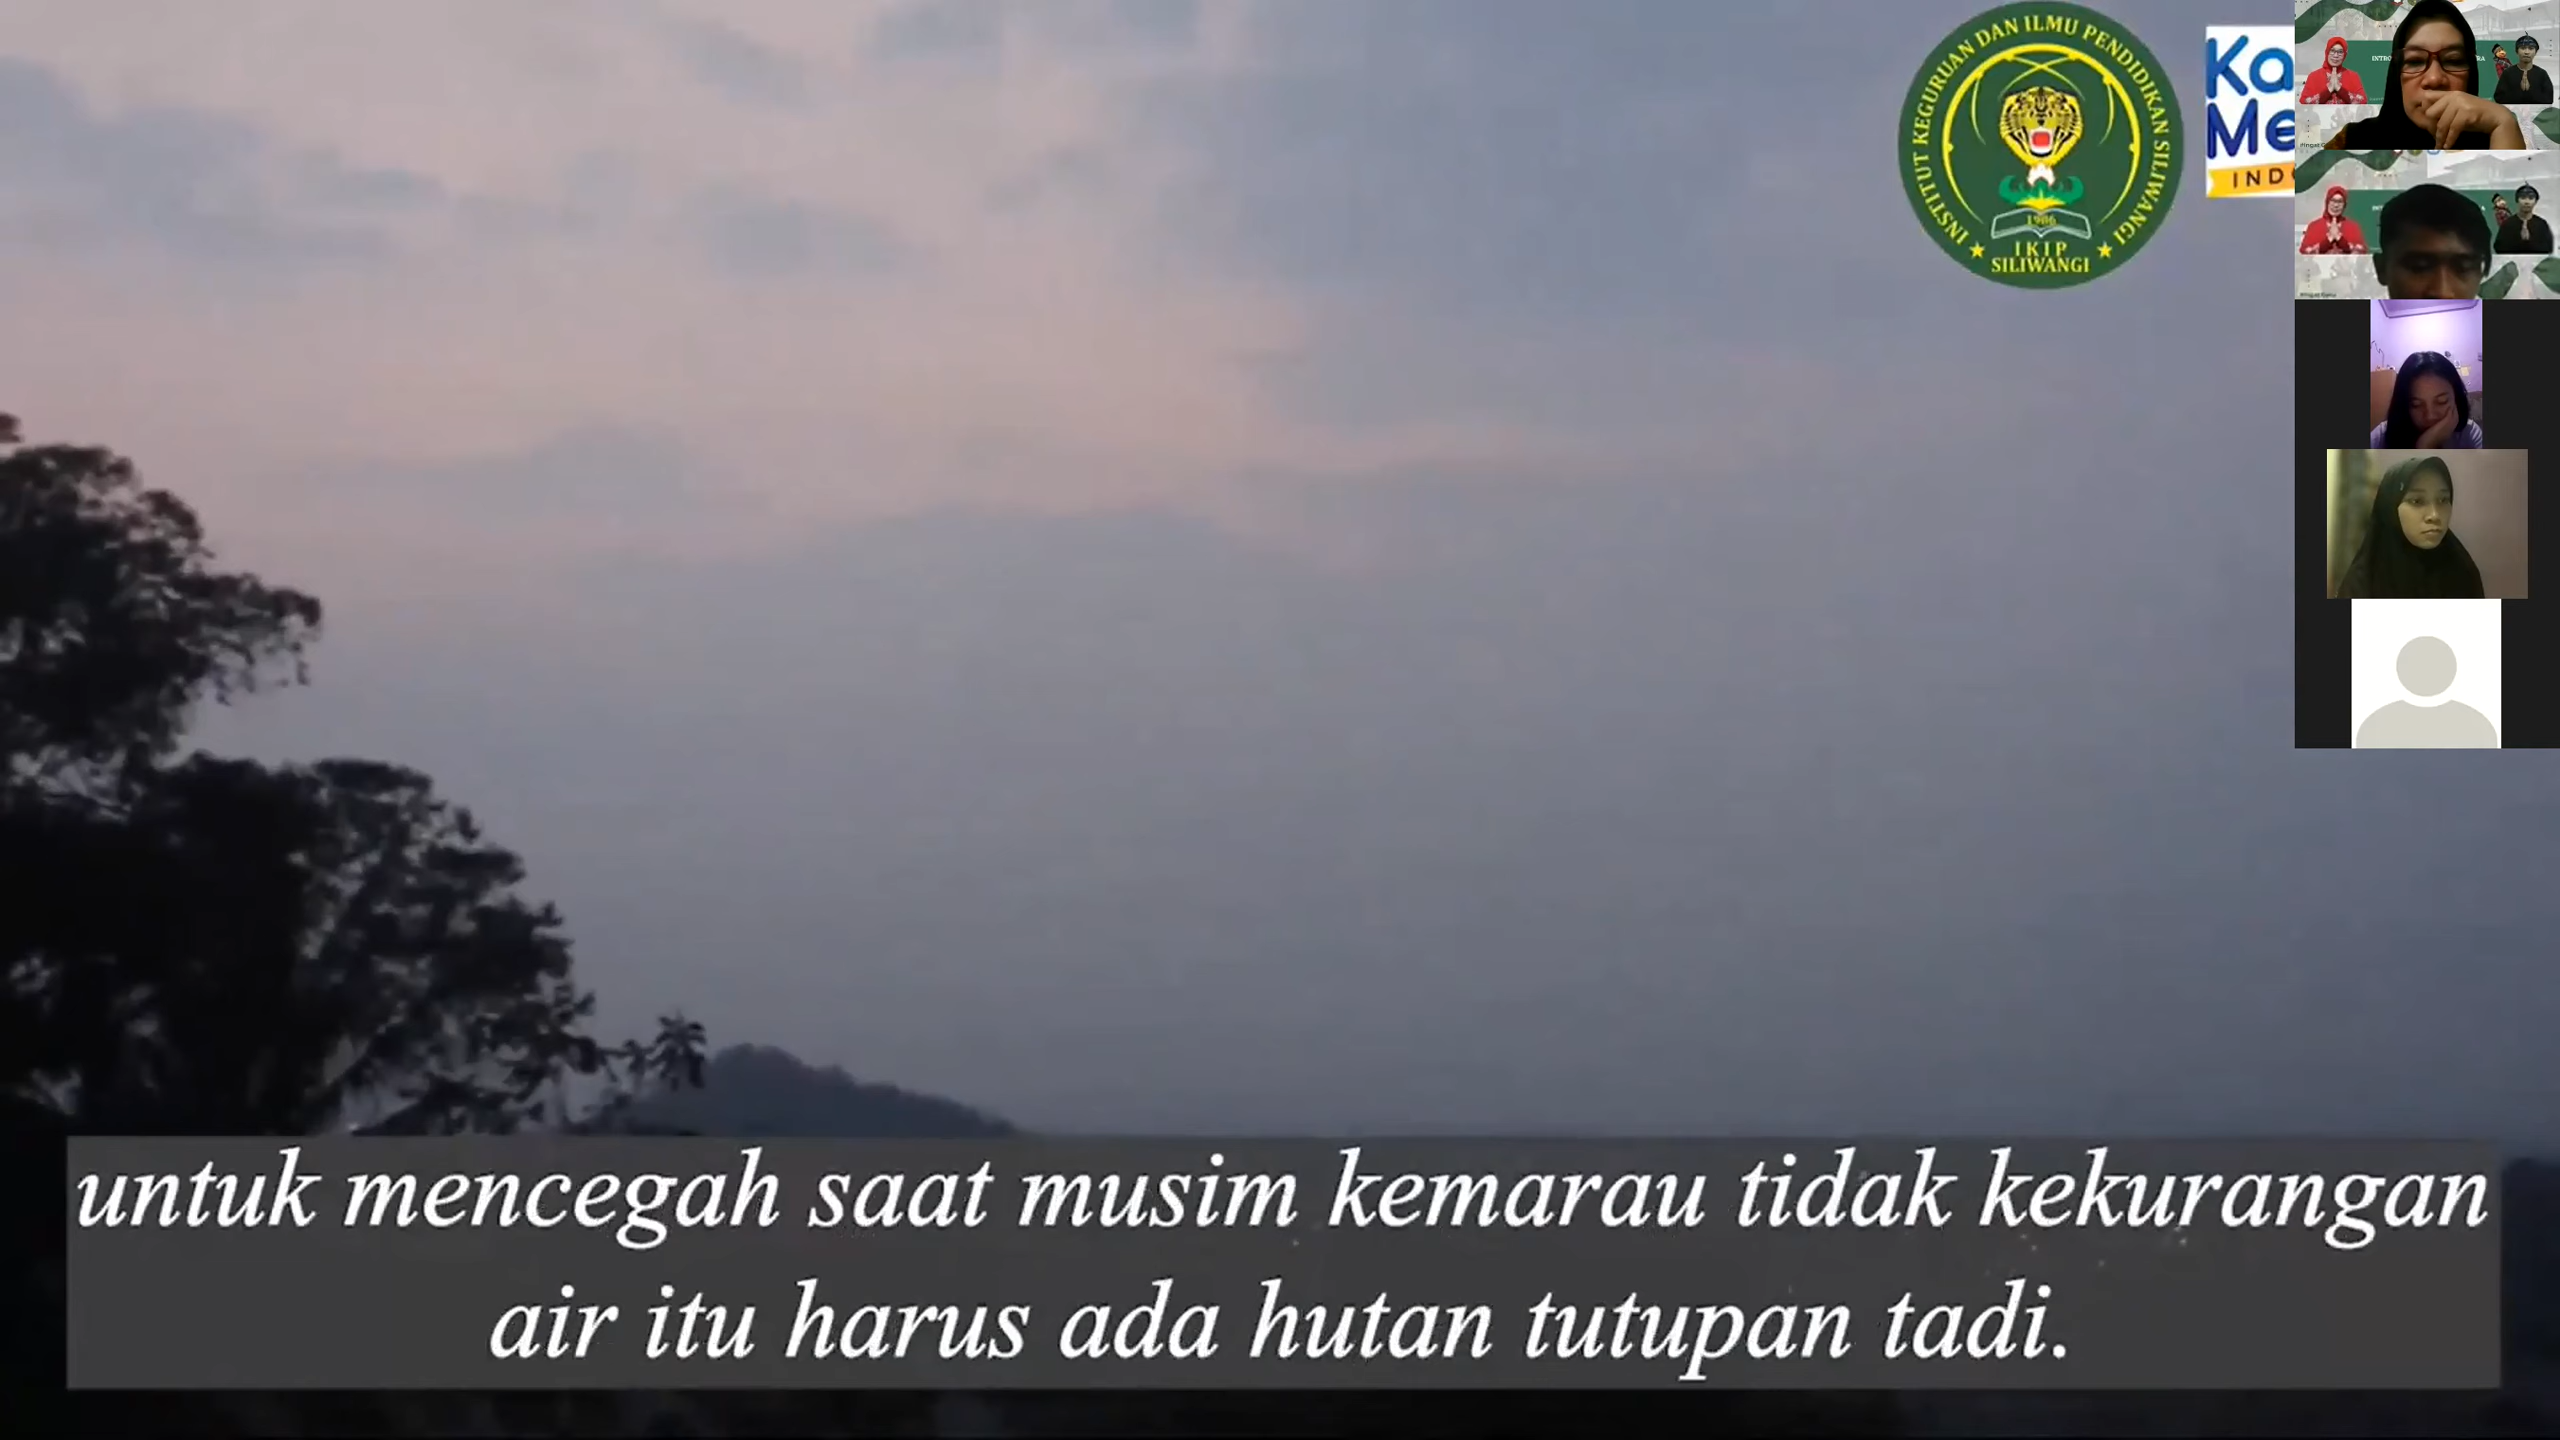 INSTITUT KEGURUAN DAN ILMU PENDIDIKAN SILIWANGI
1986
IKIP
SILIWANGI
Ka
Me
IND
untuk mencegah saat musim kemarau tidak kekurangan
air itu harus ada hutan tutupan tadi.